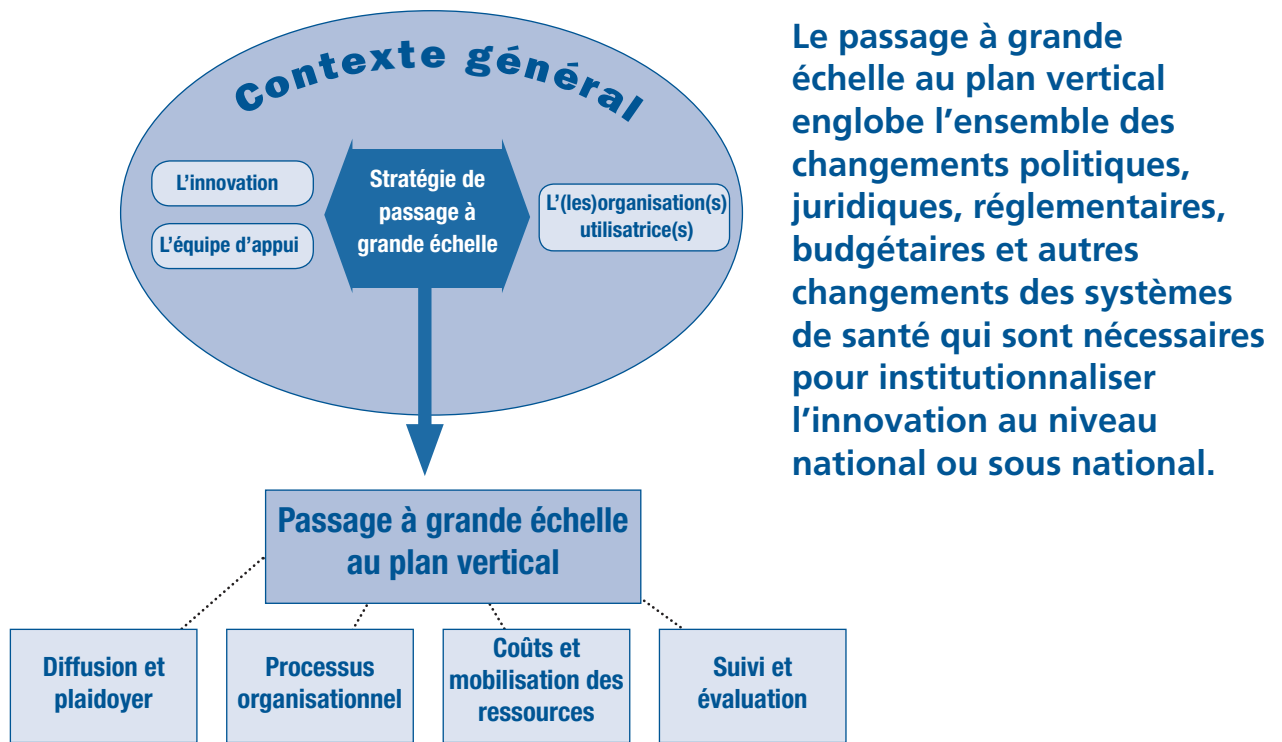 Contexte général
L'innovation
L'équipe d'appui
Stratégie de
passage à
grande échelle
L'(les)organisation(s)
utilisatrice(s)
Passage à grande échelle
au plan vertical
Diffusion et
plaidoyer
Processus
organisationnel
Coûts et
mobilisation des
ressources
Suivi et
évaluation
Le passage à grande
échelle au plan vertical
englobe l'ensemble des
changements politiques,
juridiques, réglementaires,
budgétaires et autres
changements des systèmes
de santé qui sont nécessaires
pour institutionnaliser
l'innovation au niveau
national ou sous national.